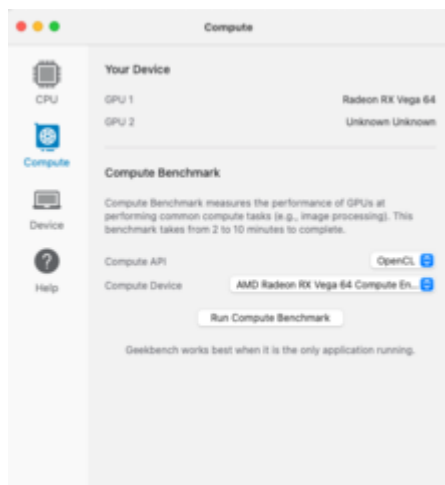 Compute
CPU
Compute
Device
Help
Your Device
GPU 1 Radeon RX Vega 64
GPU 2 Unknown Unknown
Compute Benchmark
Compute Benchmark measures the performance of GPUs at
performing common compute tasks (e.g., image processing). This
benchmark takes from 2 to 10 minutes to complete.
Compute API OpenCL
Compute Device AMD Radeon RX Vega 64 Compute En...
Run Compute Benchmark
Geekbench works best when it is the only application running.